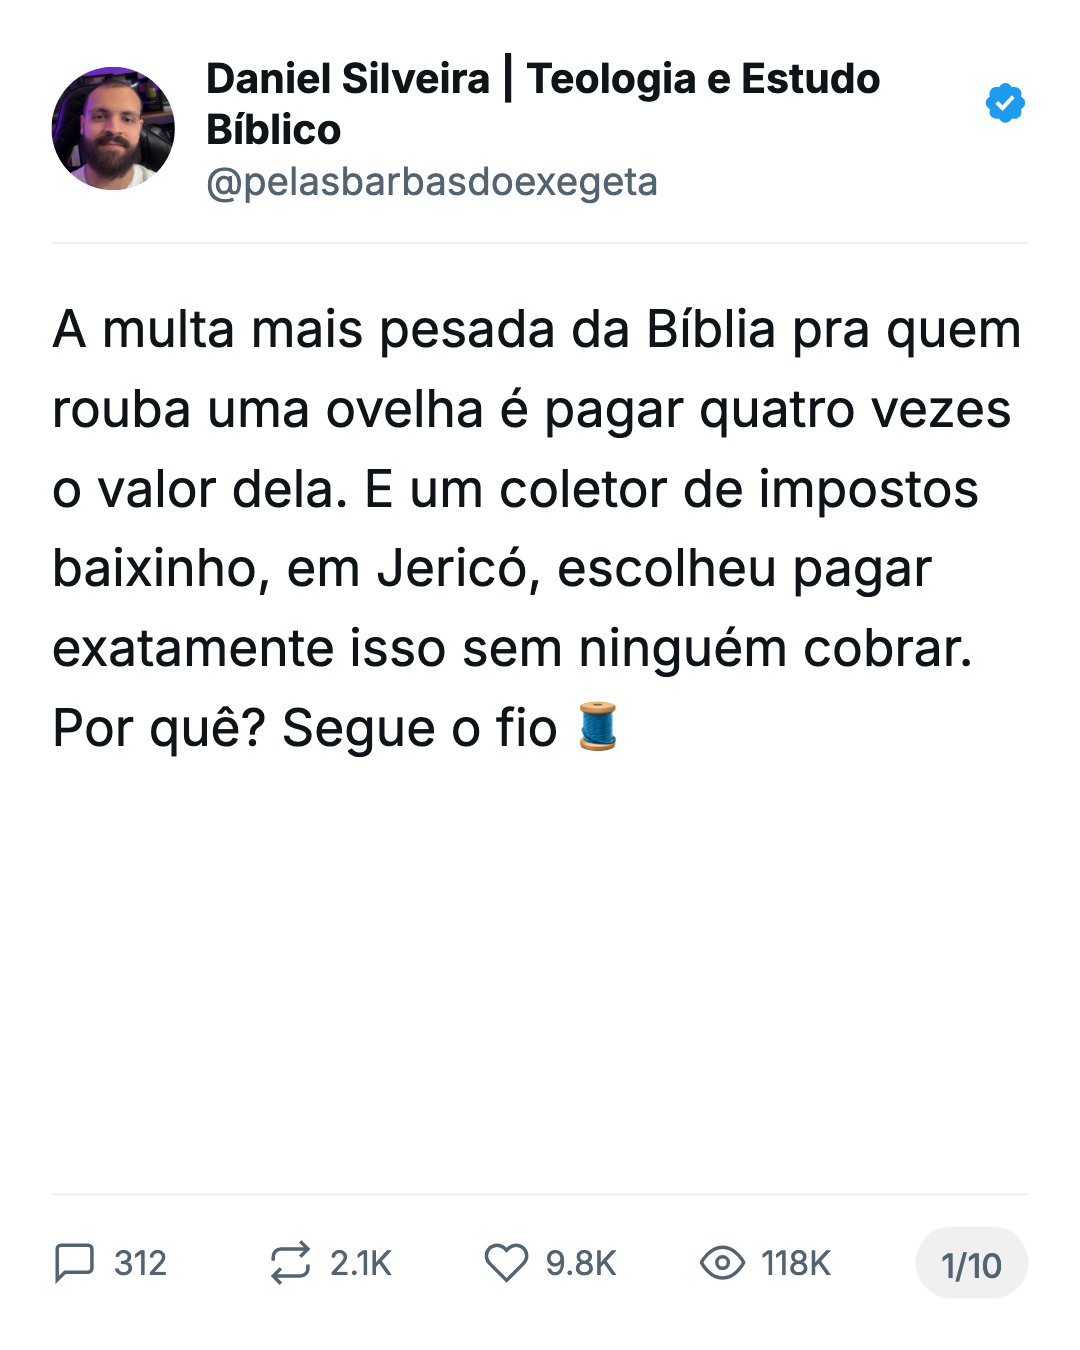 Daniel Silveira | Teologia e Estudo
Bíblico
@pelasbarbasdoexegeta
A multa mais pesada da Bíblia pra quem
rouba uma ovelha é pagar quatro vezes
o valor dela. E um coletor de impostos
baixinho, em Jericó, escolheu pagar
exatamente isso sem ninguém cobrar.
Por quê? Segue o fio 🧵
312 2.1K 9.8K 118K 1/10